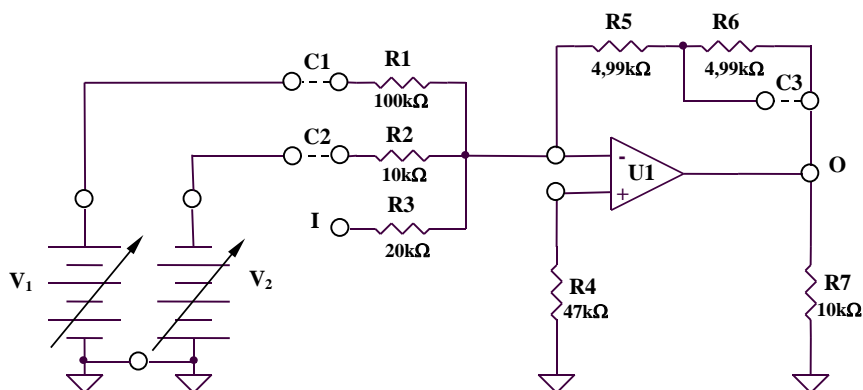 R5 R6
4,99kΩ 4,99kΩ
C1 R1
100kΩ
C3
C2 R2
10kΩ
- U1
+
O
I R3
20kΩ
V1 V2
R4
47kΩ
R7
10kΩ